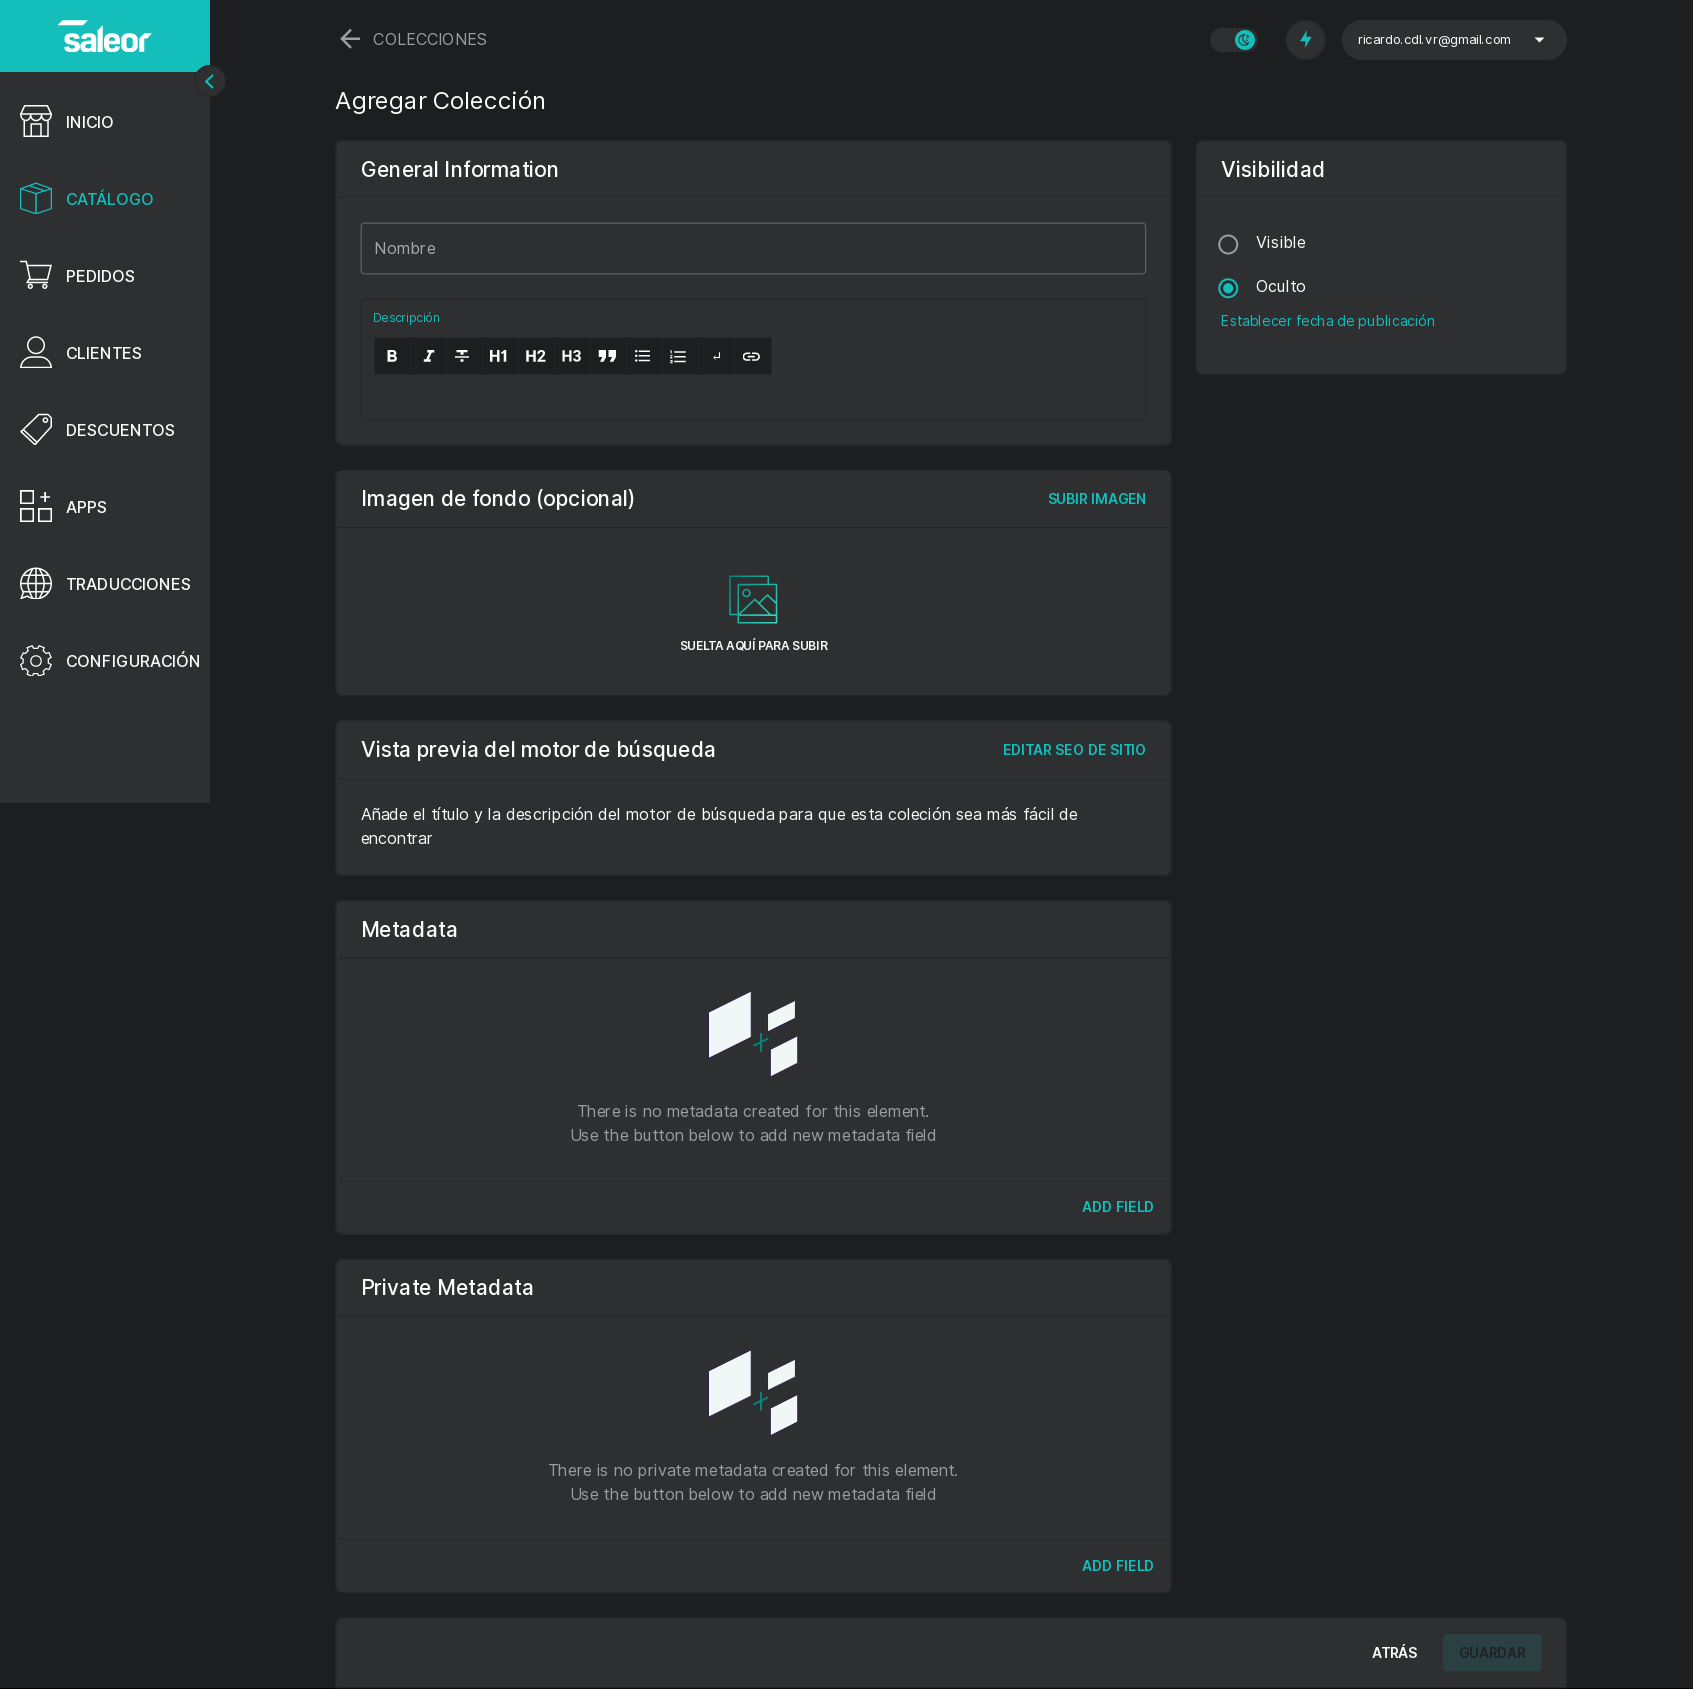 saleor
INICIO
CATÁLOGO
PEDIDOS
CLIENTES
DESCUENTOS
APPS
TRADUCCIONES
CONFIGURACIÓN
COLECCIONES
ricardo.cdl.vr@gmail.com
Agregar Colección
General Information
Nombre
Descripción
B I S H1 H2 H3
Visibilidad
Visible
Oculto
Establecer fecha de publicación
Imagen de fondo (opcional)
SUBIR IMAGEN
SUELTA AQUÍ PARA SUBIR
Vista previa del motor de búsqueda
EDITAR SEO DE SITIO
Añade el título y la descripción del motor de búsqueda para que esta coleción sea más fácil de
encontrar
Metadata
There is no metadata created for this element.
Use the button below to add new metadata field
ADD FIELD
Private Metadata
There is no private metadata created for this element.
Use the button below to add new metadata field
ADD FIELD
ATRÁS
GUARDAR